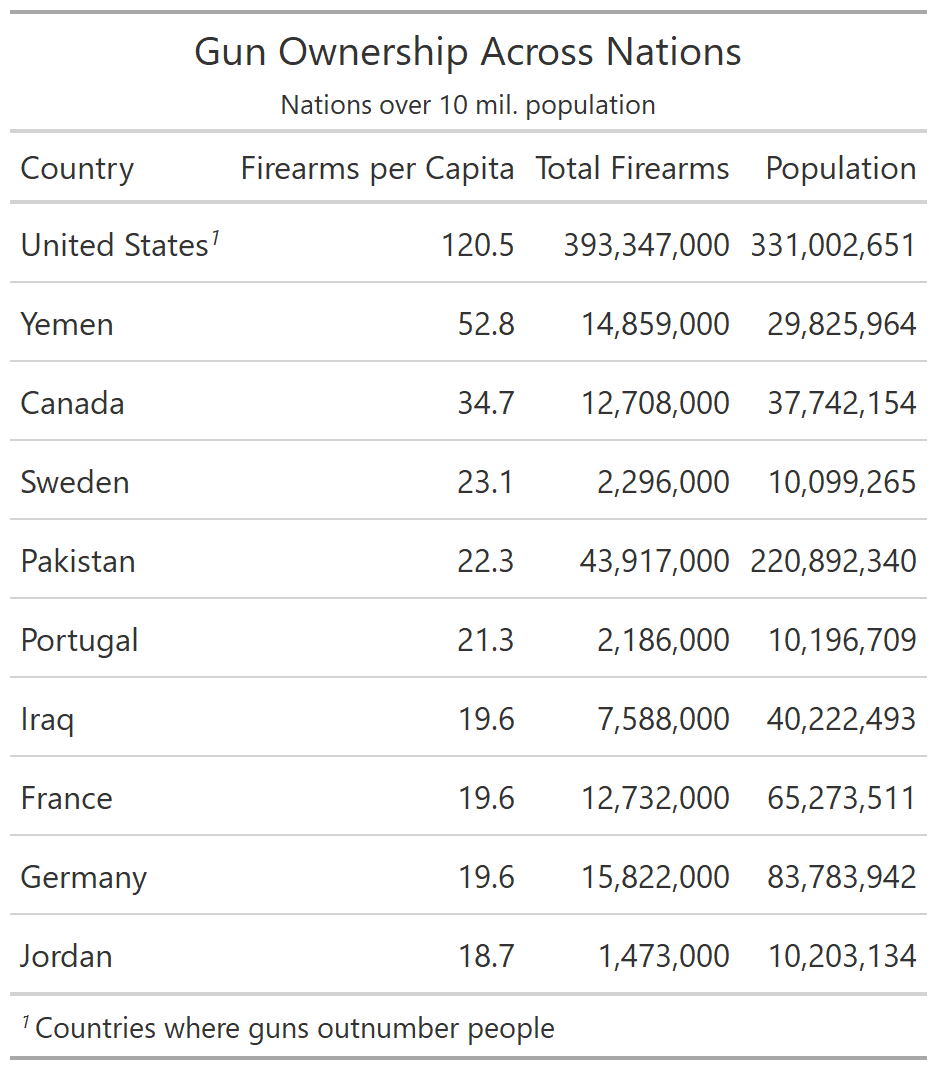 Gun Ownership Across Nations
Nations over 10 mil. population
Country Firearms per Capita Total Firearms Population
United States¹ 120.5 393,347,000 331,002,651
Yemen 52.8 14,859,000 29,825,964
Canada 34.7 12,708,000 37,742,154
Sweden 23.1 2,296,000 10,099,265
Pakistan 22.3 43,917,000 220,892,340
Portugal 21.3 2,186,000 10,196,709
Iraq 19.6 7,588,000 40,222,493
France 19.6 12,732,000 65,273,511
Germany 19.6 15,822,000 83,783,942
Jordan 18.7 1,473,000 10,203,134
¹ Countries where guns outnumber people